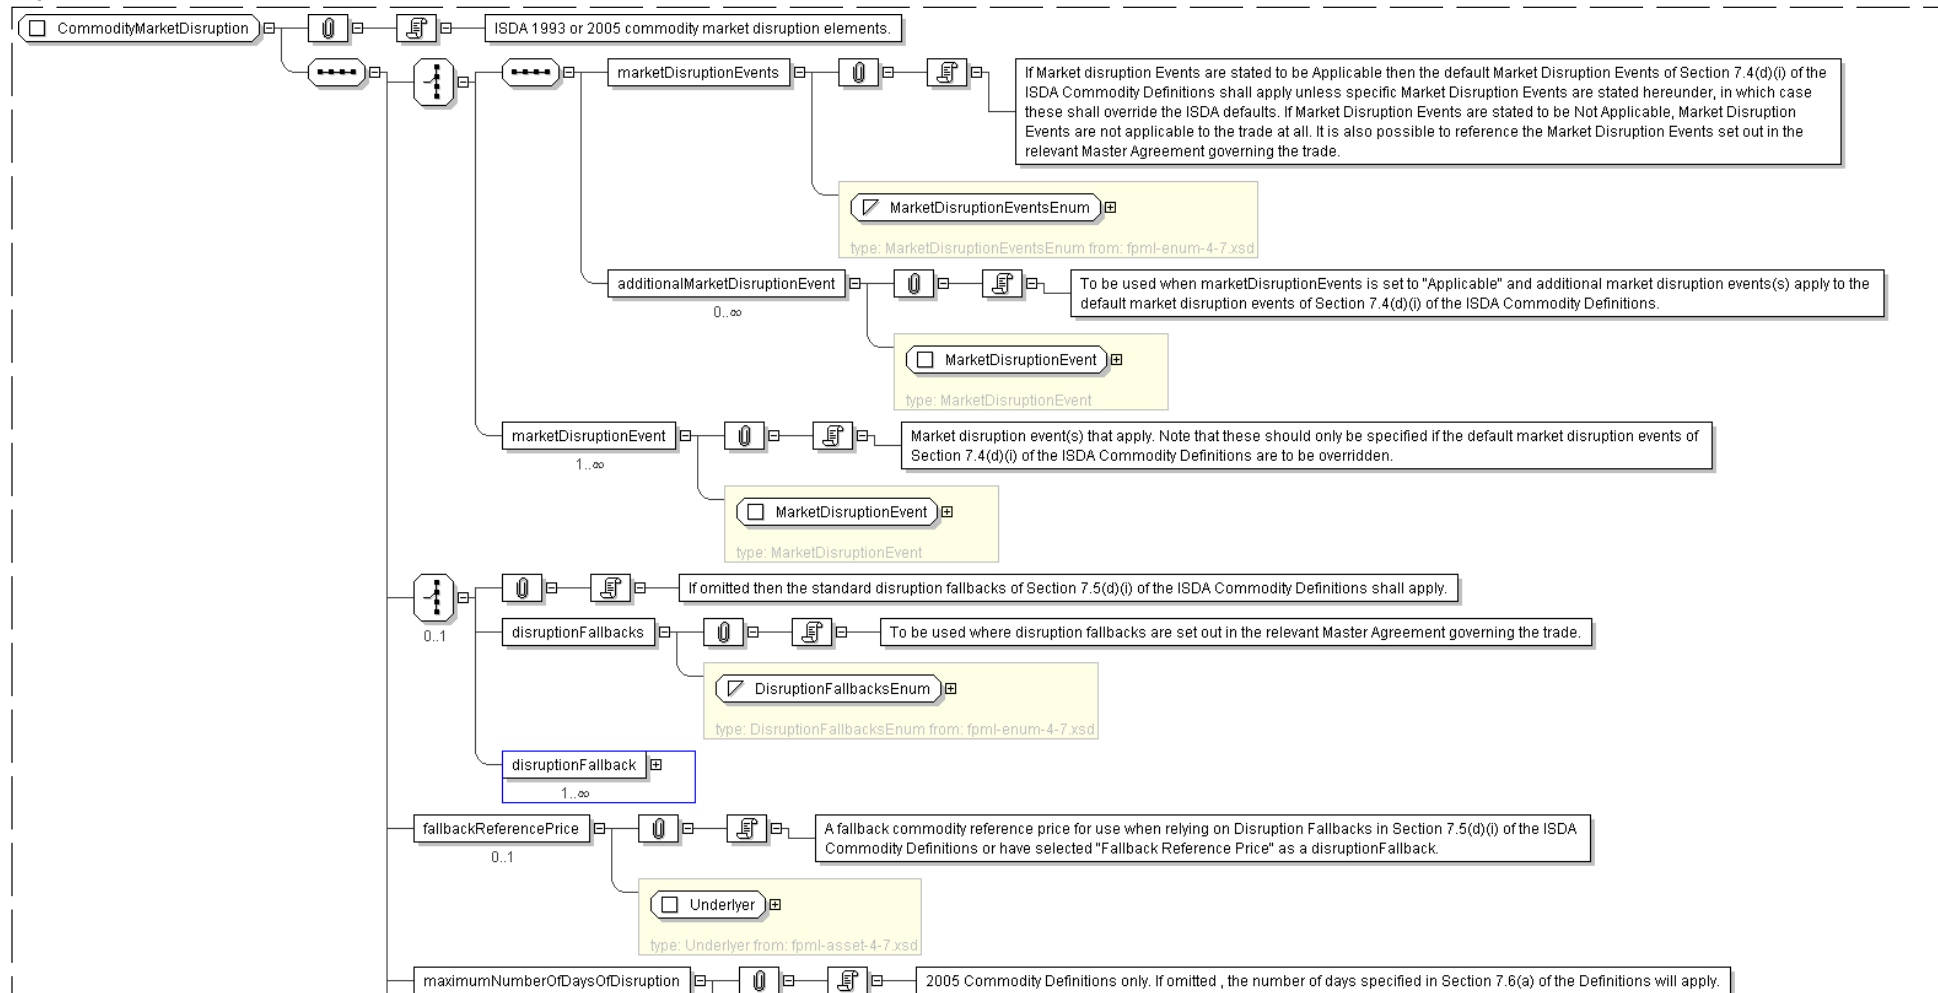 CommodityMarketDisruption
ISDA 1993 or 2005 commodity market disruption elements.
marketDisruptionEvents
If Market disruption Events are stated to be Applicable then the default Market Disruption Events of Section 7.4(d)(i) of the
ISDA Commodity Definitions shall apply unless specific Market Disruption Events are stated hereunder, in which case
these shall override the ISDA defaults. If Market Disruption Events are stated to be Not Applicable, Market Disruption
Events are not applicable to the trade at all. It is also possible to reference the Market Disruption Events set out in the
relevant Master Agreement governing the trade.
MarketDisruptionEventsEnum
type: MarketDisruptionEventsEnum from: fpml-enum-4-7.xsd
additionalMarketDisruptionEvent
0..∞
To be used when marketDisruptionEvents is set to "Applicable" and additional market disruption events(s) apply to the
default market disruption events of Section 7.4(d)(i) of the ISDA Commodity Definitions.
MarketDisruptionEvent
type: MarketDisruptionEvent
marketDisruptionEvent
1..∞
Market disruption event(s) that apply. Note that these should only be specified if the default market disruption events of
Section 7.4(d)(i) of the ISDA Commodity Definitions are to be overridden.
MarketDisruptionEvent
type: MarketDisruptionEvent
0..1
If omitted then the standard disruption fallbacks of Section 7.5(d)(i) of the ISDA Commodity Definitions shall apply.
disruptionFallbacks
To be used where disruption fallbacks are set out in the relevant Master Agreement governing the trade.
DisruptionFallbacksEnum
type: DisruptionFallbacksEnum from: fpml-enum-4-7.xsd
disruptionFallback
1..∞
fallbackReferencePrice
0..1
A fallback commodity reference price for use when relying on Disruption Fallbacks in Section 7.5(d)(i) of the ISDA
Commodity Definitions or have selected "Fallback Reference Price" as a disruptionFallback.
Underlyer
type: Underlyer from: fpml-asset-4-7.xsd
maximumNumberOfDaysOfDisruption
2005 Commodity Definitions only. If omitted , the number of days specified in Section 7.6(a) of the Definitions will apply.